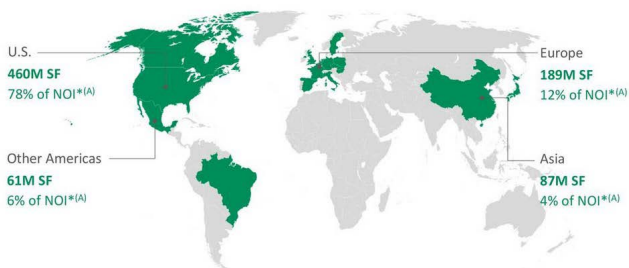 U.S.
460M SF
78% of NOI*(A)
Other Americas
61M SF
6% of NOI*(A)
Europe
189M SF
12% of NOI*(A)
Asia
87M SF
4% of NOI*(A)